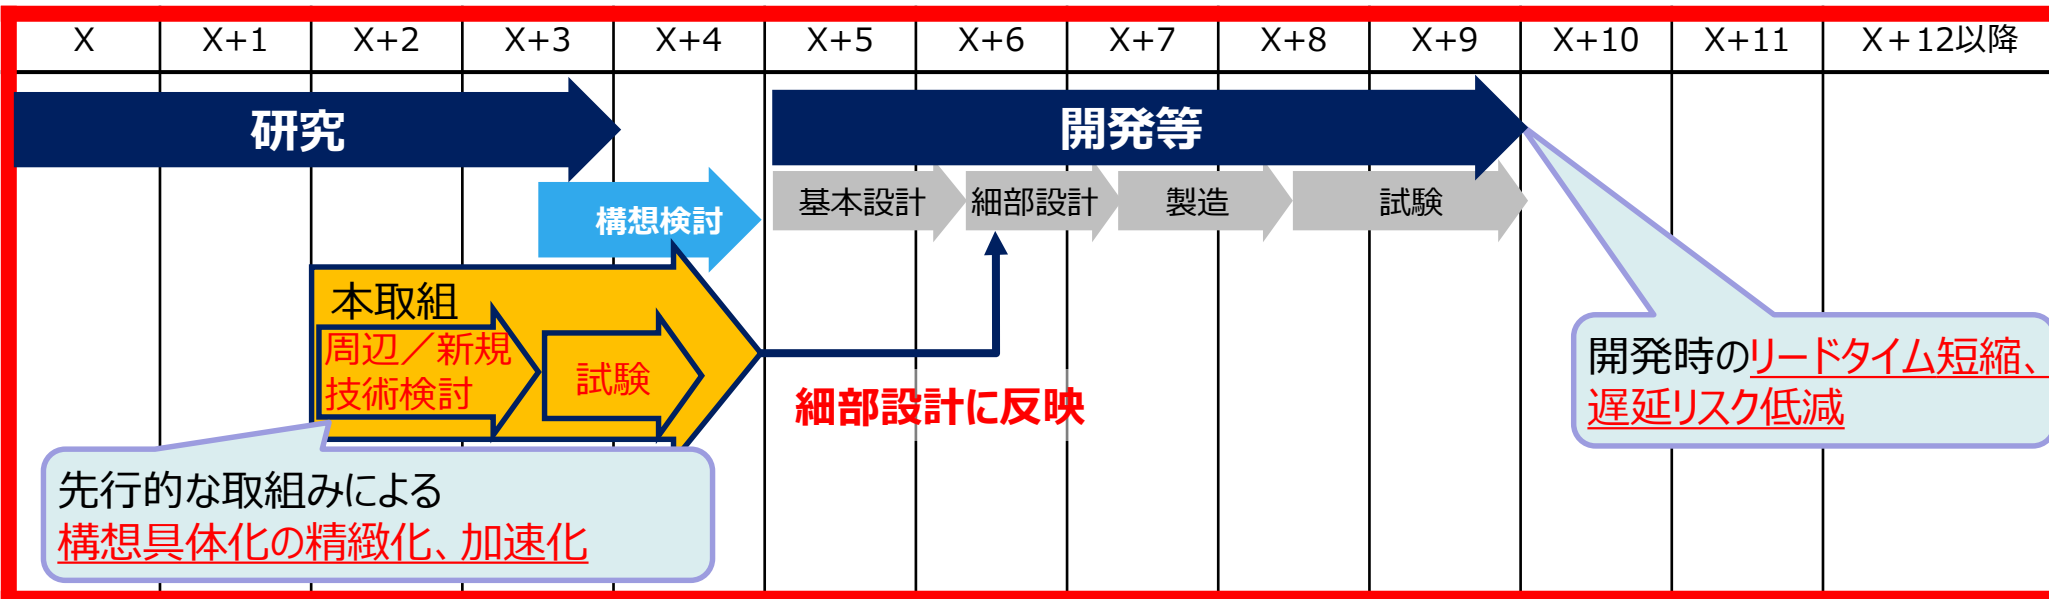 X X+1 X+2 X+3 X+4 X+5 X+6 X+7 X+8 X+9 X+10 X+11 X+12以降
研究
開発等
構想検討
基本設計
細部設計
製造
試験
本取組
周辺／新規
技術検討
試験
細部設計に反映
開発時のリードタイム短縮、
遅延リスク低減
先行的な取組みによる
構想具体化の精緻化、加速化